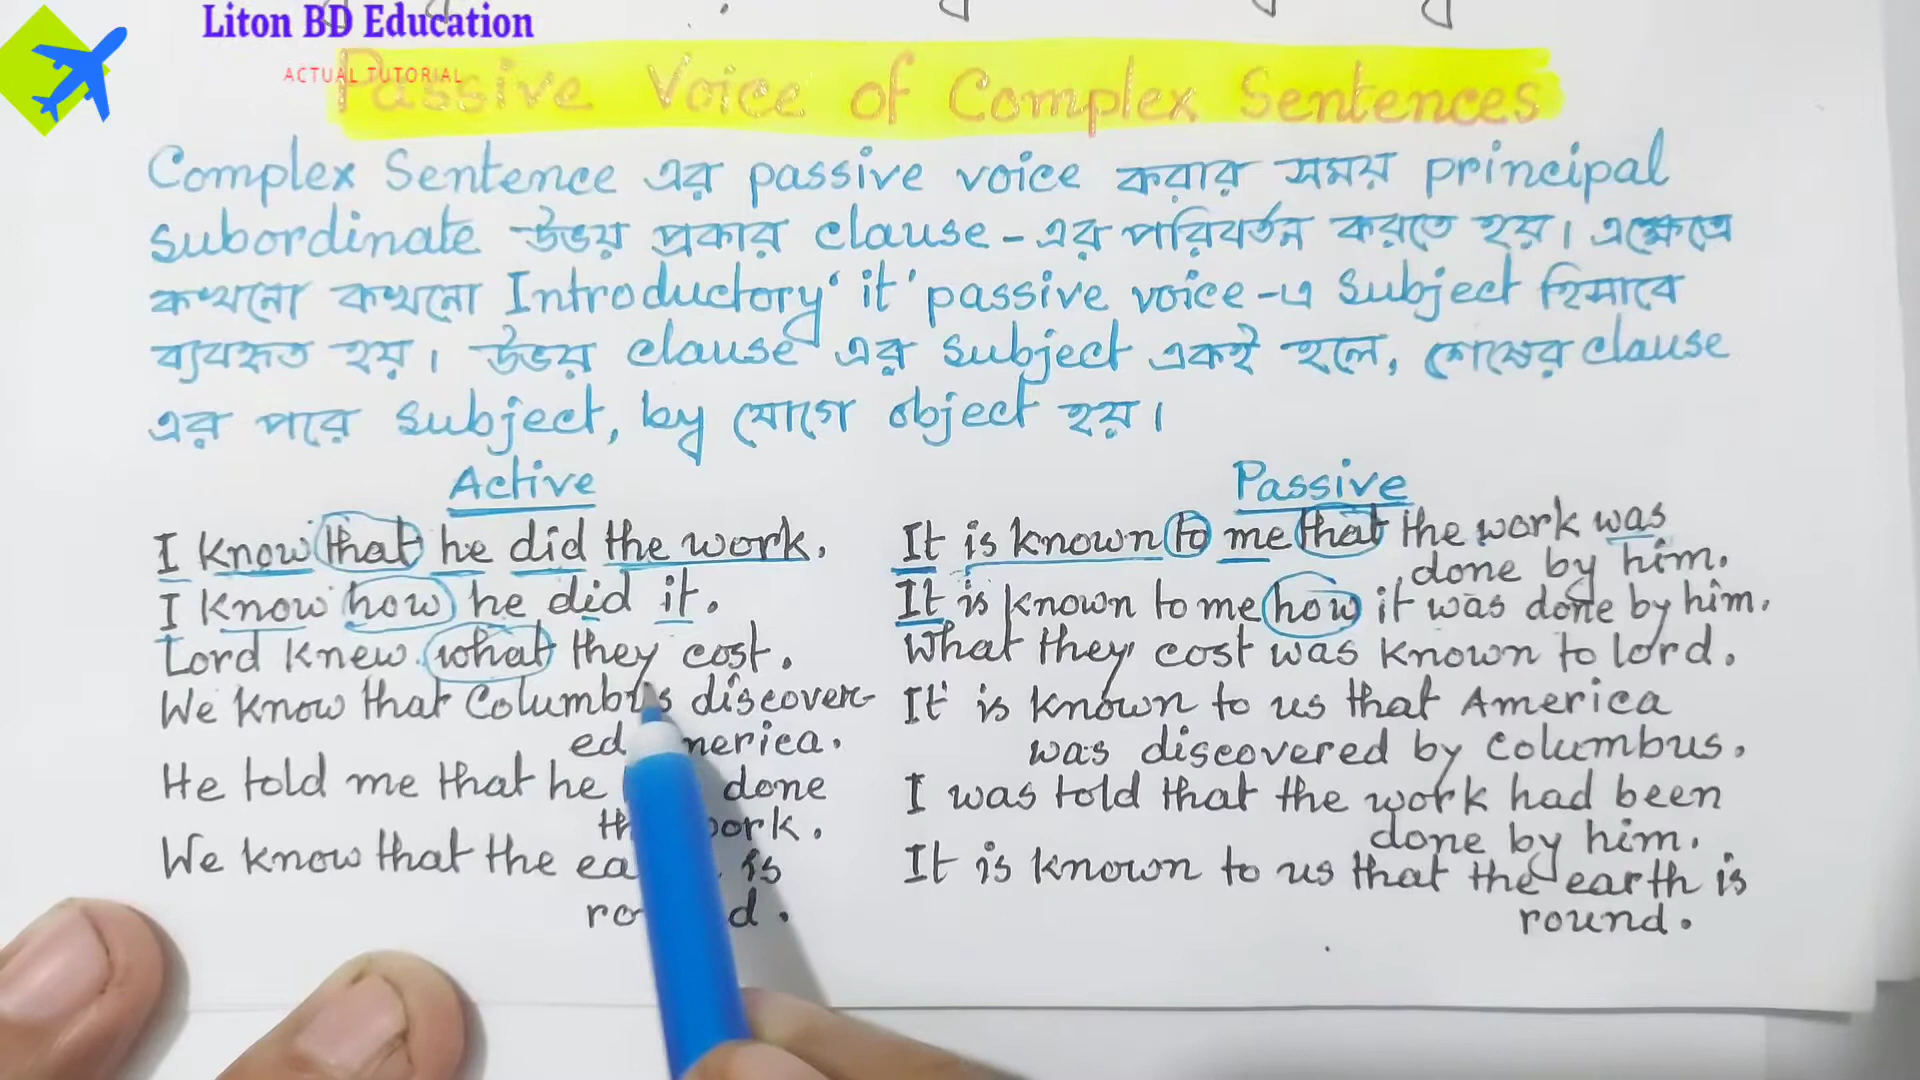 Liton BD Education
ACTUAL TUTORIAL
Passive Voice of Complex Sentences
Complex Sentence এর passive voice করার সময় principal
subordinate উভয় প্রকার clause-এর পরিবর্তন করতে হয়। এক্ষেত্রে
কখনো কখনো Introductory 'it' passive voice-এ subject হিসাবে
ব্যবহৃত হয়। উভয় clause এর subject একই হলে, শেষের clause
এর পরে subject, by যোগে object হয়।
Active
I know that he did the work.
I know how he did it.
Lord knew what they cost.
We know that Columbus discover-
ed America.
He told me that he done
the work.
We know that the is
round.
Passive
It is known to me that the work was
done by him.
It is known to me how it was done by him.
What they cost was known to lord.
It is known to us that America
was discovered by Columbus.
I was told that the work had been
done by him.
It is known to us that the earth is
round.